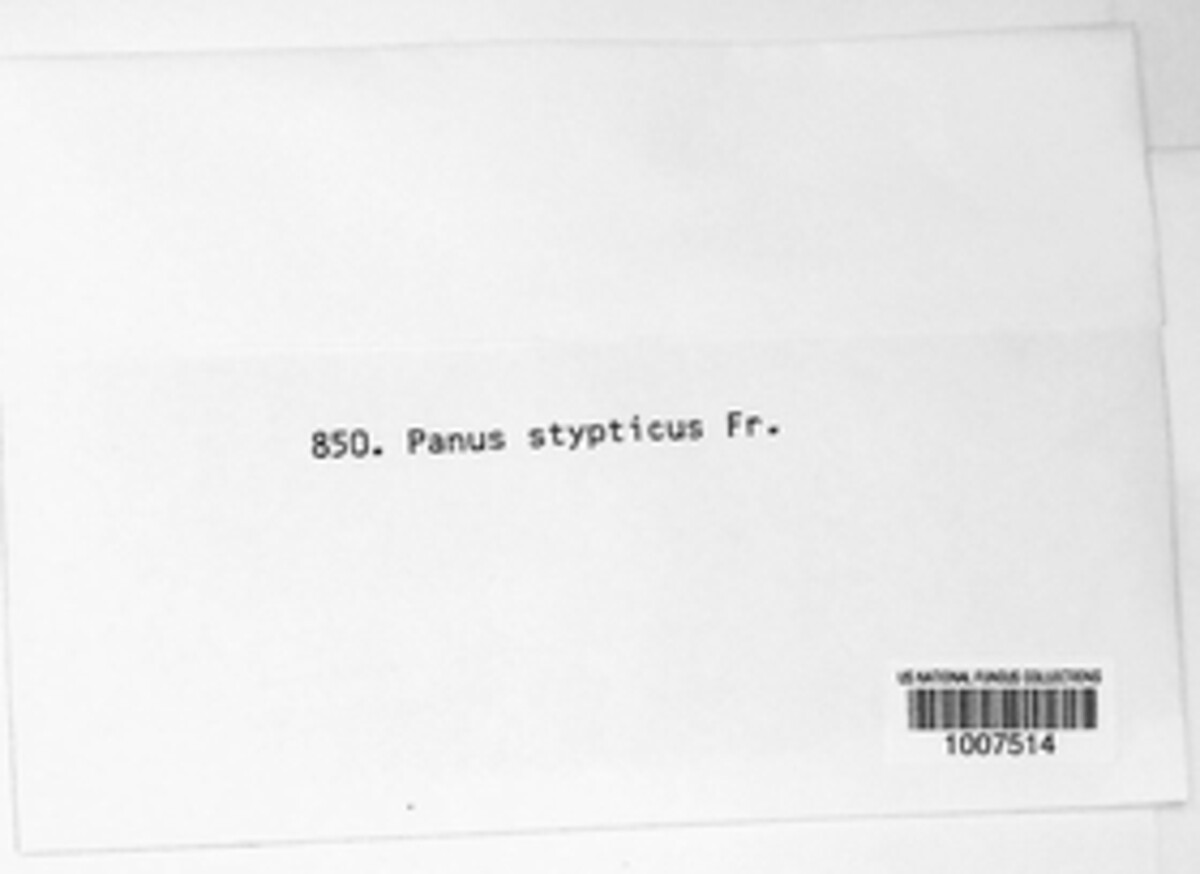 850. Panus stypticus Fr.
US NATIONAL FUNGUS COLLECTIONS
1007514